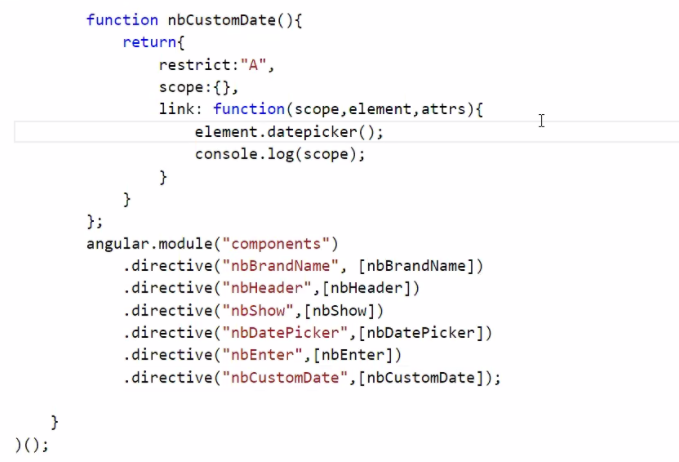 function nbCustomDate(){
return{
restrict:"A",
scope:{},
link: function(scope,element,attrs){
element.datepicker();
console.log(scope);
}
}
};
angular.module("components")
.directive("nbBrandName", [nbBrandName])
.directive("nbHeader",[nbHeader])
.directive("nbShow",[nbShow])
.directive("nbDatePicker",[nbDatePicker])
.directive("nbEnter",[nbEnter])
.directive("nbCustomDate",[nbCustomDate]);
}
)();